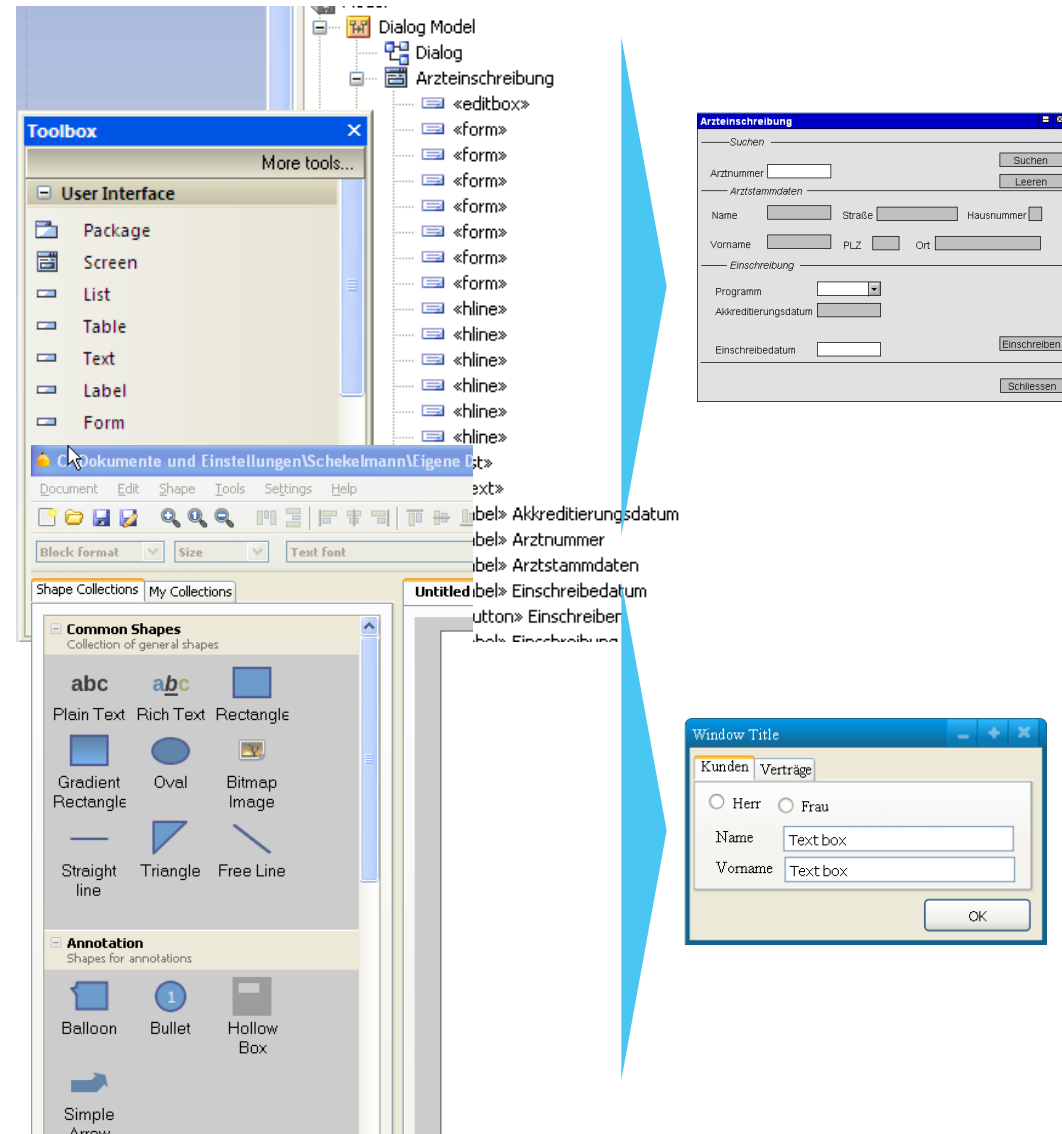 Dialog Model
Dialog
Arzteinschreibung
«editbox»
«form»
«form»
«form»
«form»
«form»
«form»
«form»
«hline»
«hline»
«hline»
«hline»
«hline»
«hline»
st»
ext»
abel» Akkreditierungsdatum
abel» Arztnummer
abel» Arztstammdaten
abel» Einschreibedatum
utton» Einschreiben
abel» Einschreibung
Toolbox
More tools...
User Interface
Package
Screen
List
Table
Text
Label
Form
C:\Dokumente und Einstellungen\Schekelmann\Eigene D
Document Edit Shape Tools Settings Help
Block format Size Text font
Shape Collections My Collections
Untitled
Common Shapes
Collection of general shapes
abc abc
Plain Text Rich Text Rectangle
Gradient Oval Bitmap
Rectangle Image
Straight Triangle Free Line
line
Annotation
Shapes for annotations
1
Balloon Bullet Hollow
Box
Simple
Arrow
Arzteinschreibung
Suchen
Suchen
Arztnummer
Leeren
Arztstammdaten
Name Straße Hausnummer
Vorname PLZ Ort
Einschreibung
Programm
Akkreditierungsdatum
Einschreibedatum Einschreiben
Schliessen
Window Title
Kunden Verträge
Herr Frau
Name Text box
Vorname Text box
OK